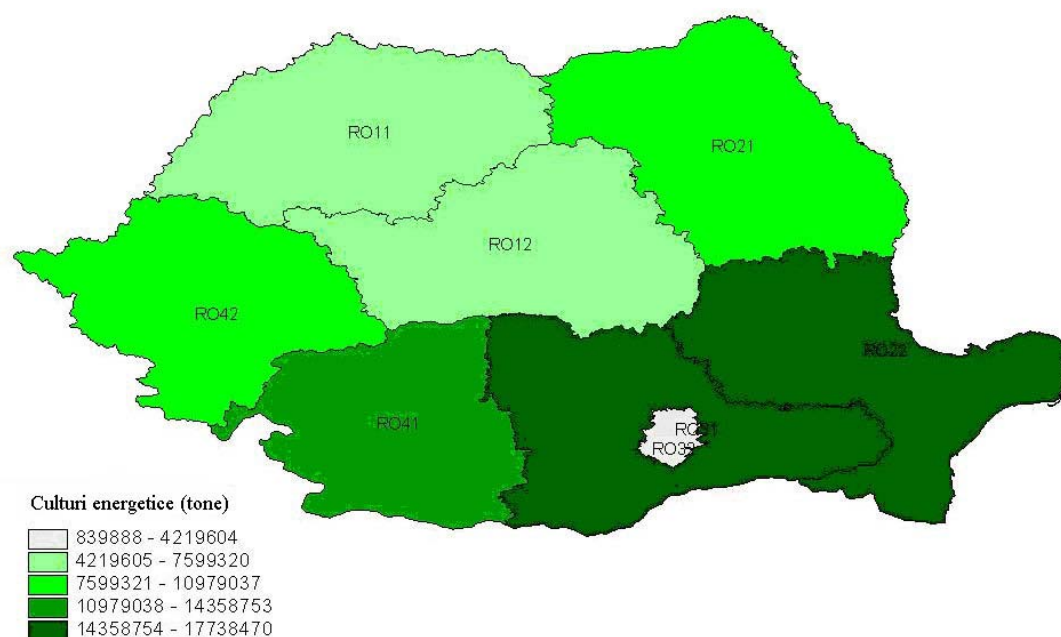 RO11
RO21
RO12
RO42
RO22
RO41
RO31
Culturi energetice (tone)
839888 - 4219604
4219605 - 7599320
7599321 - 10979037
10979038 - 14358753
14358754 - 17738470